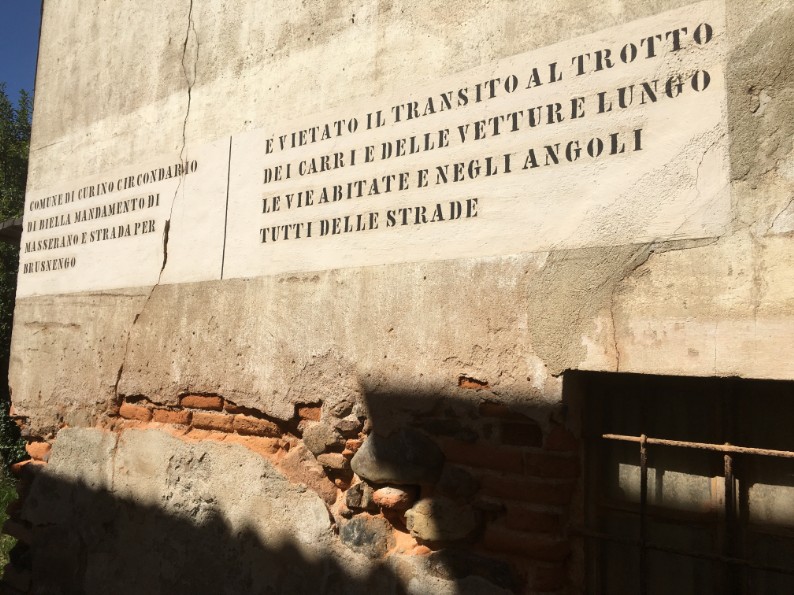 COMUNE DI CURINO CIRCONDARIO
DI DIELLA MANDAMENTO DI
MASSERANO E STRADA PER
BRUSNENGO
E VIETATO IL TRANSITO AL TROTTO
DEI CARRI E DELLE VETTURE LUNGO
LE VIE ABITATE E NEGLI ANGOLI
TUTTI DELLE STRADE